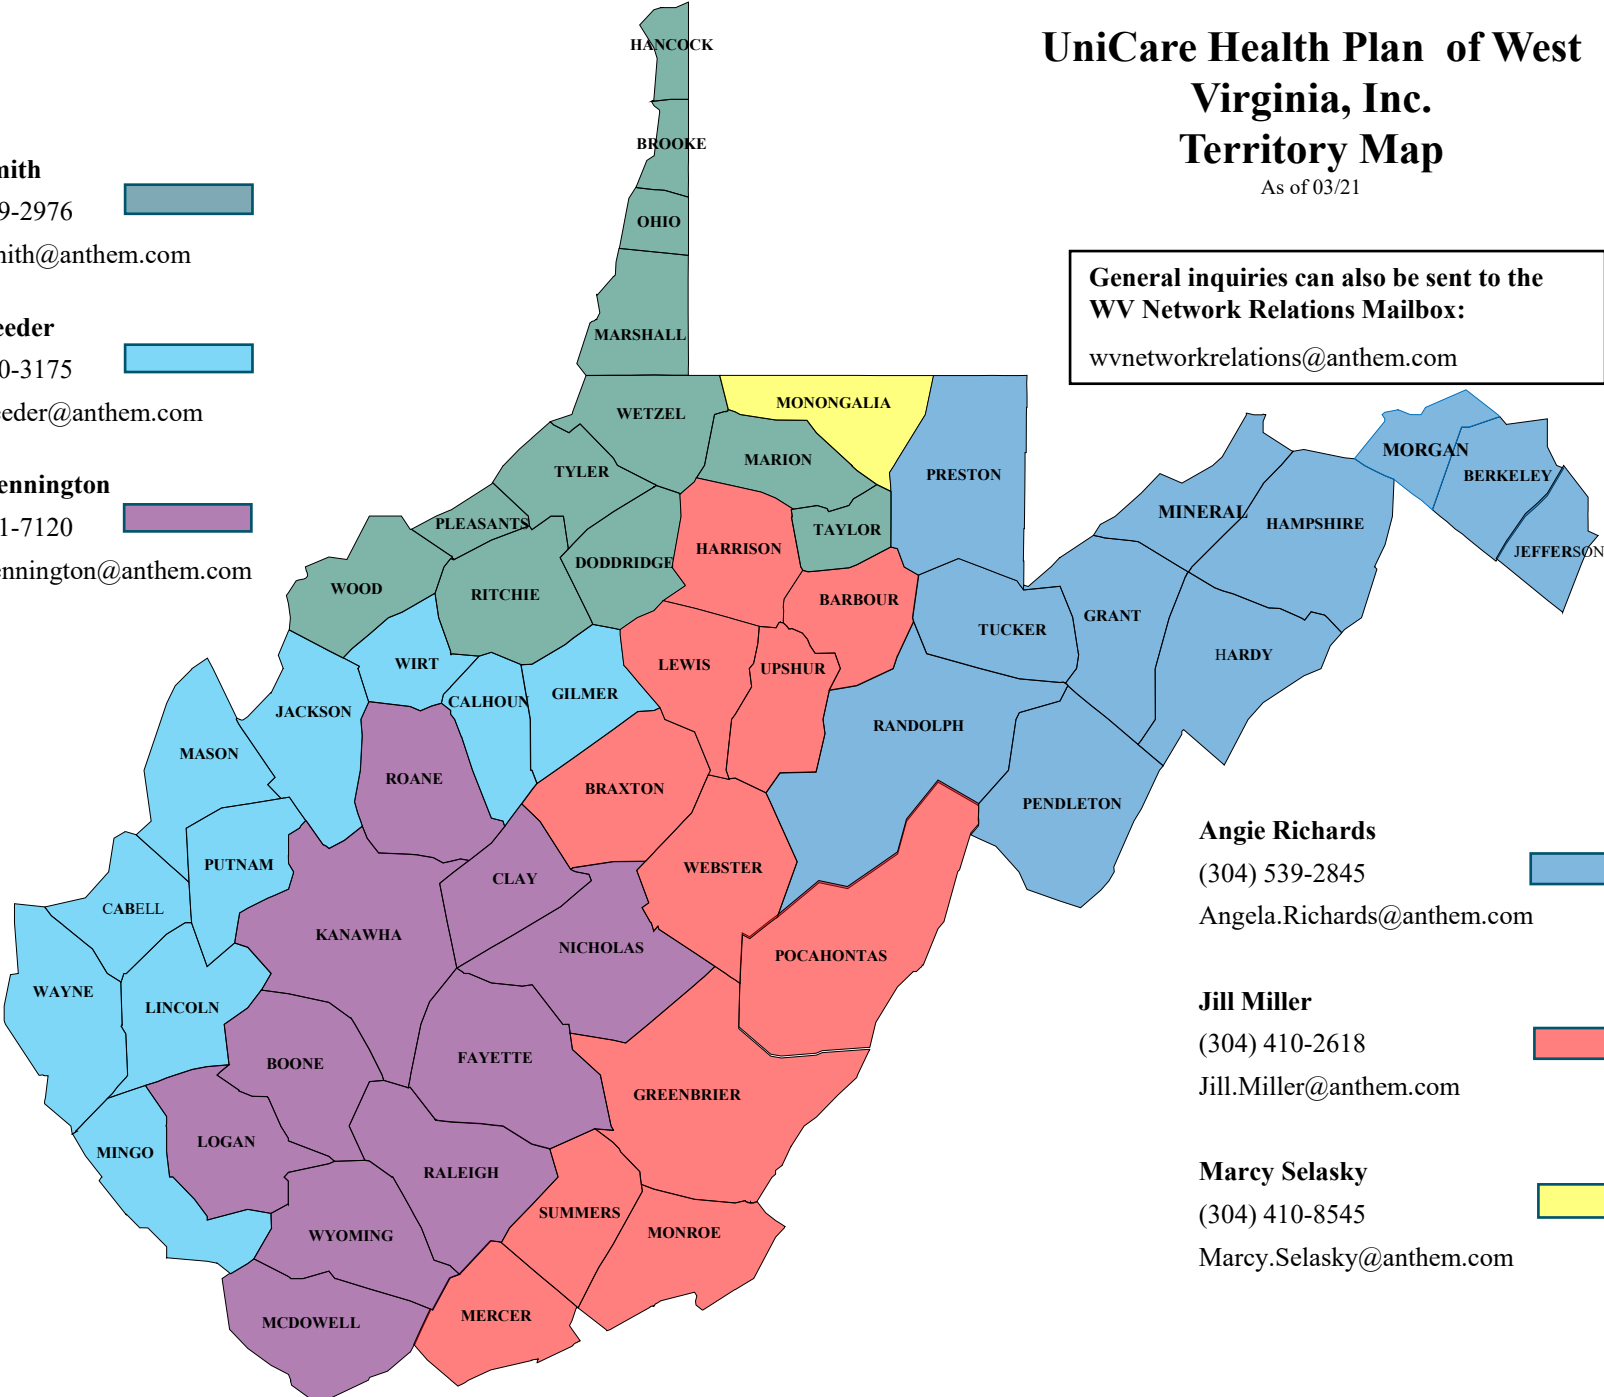 UniCare Health Plan of West
Virginia, Inc.
Territory Map
As of 03/21
General inquiries can also be sent to the
WV Network Relations Mailbox:
wvnetworkrelations@anthem.com
mith
9-2976
mith@anthem.com
eeder
0-3175
eeder@anthem.com
ennington
1-7120
ennington@anthem.com
HANCOCK
BROOKE
OHIO
MARSHALL
WETZEL
MONONGALIA
MARION
PRESTON
TYLER
PLEASANTS
TAYLOR
HARRISON
DODDRIDGE
WOOD
RITCHIE
BARBOUR
MORGAN
BERKELEY
JEFFERSON
MINERAL
HAMPSHIRE
GRANT
TUCKER
HARDY
WIRT
CALHOUN
GILMER
LEWIS
UPSHUR
JACKSON
RANDOLPH
MASON
ROANE
BRAXTON
PENDLETON
PUTNAM
CLAY
WEBSTER
CABELL
KANAWHA
NICHOLAS
POCAHONTAS
WAYNE
LINCOLN
BOONE
FAYETTE
GREENBRIER
MINGO
LOGAN
RALEIGH
SUMMERS
MONROE
WYOMING
MCDOWELL
MERCER
Angie Richards
(304) 539-2845
Angela.Richards@anthem.com
Jill Miller
(304) 410-2618
Jill.Miller@anthem.com
Marcy Selasky
(304) 410-8545
Marcy.Selasky@anthem.com